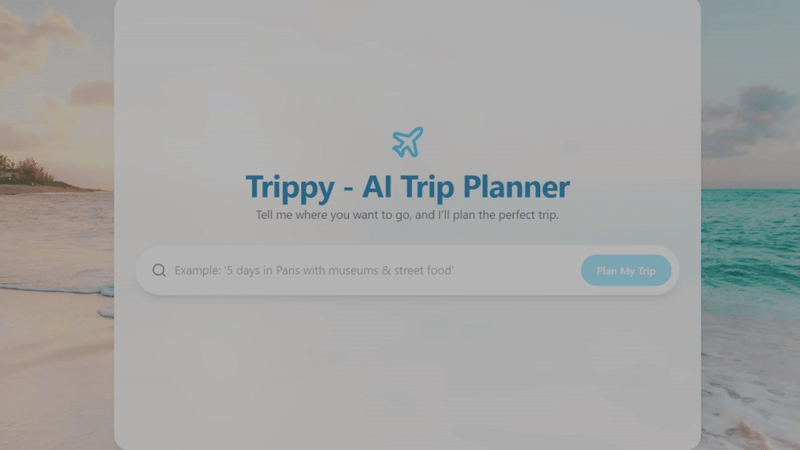 Trippy - AI Trip Planner
Tell me where you want to go, and I'll plan the perfect trip.
Example: '5 days in Paris with museums & street food'
Plan My Trip